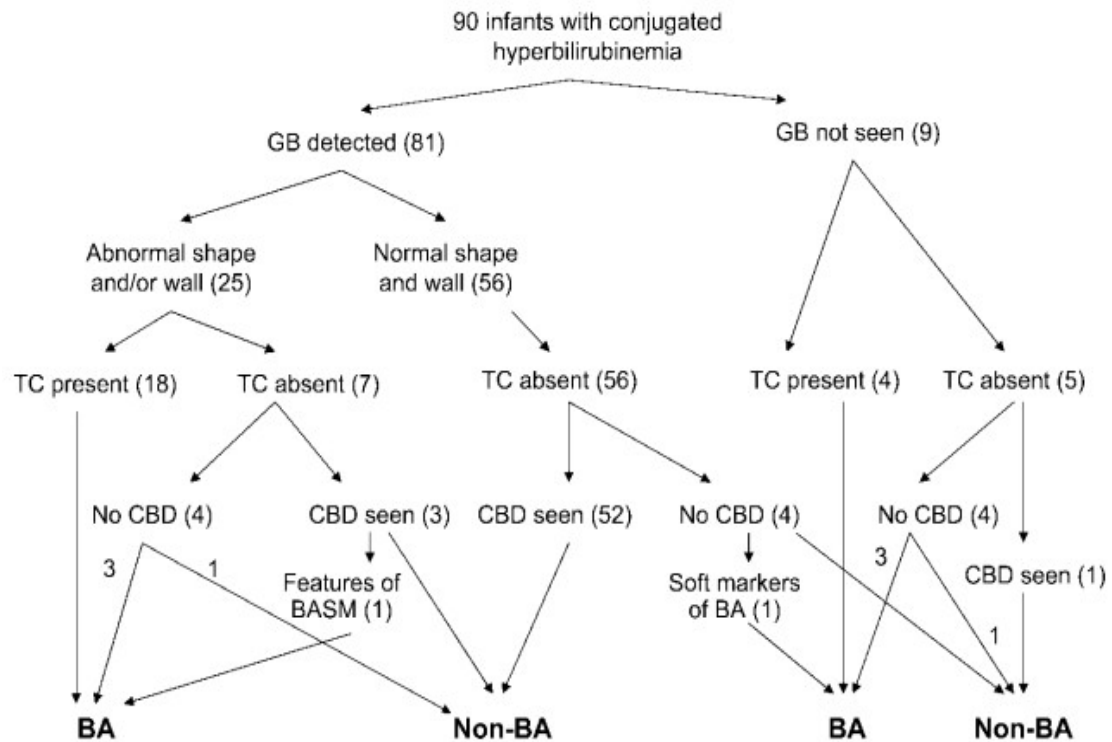 90 infants with conjugated
hyperbilirubinemia
GB detected (81)
GB not seen (9)
Abnormal shape
and/or wall (25)
Normal shape
and wall (56)
TC present (18)
TC absent (7)
TC absent (56)
TC present (4)
TC absent (5)
No CBD (4)
CBD seen (3)
CBD seen (52)
No CBD (4)
No CBD (4)
3
1
Features of
BASM (1)
Soft markers
of BA (1)
3
CBD seen (1)
1
BA
Non-BA
BA
Non-BA